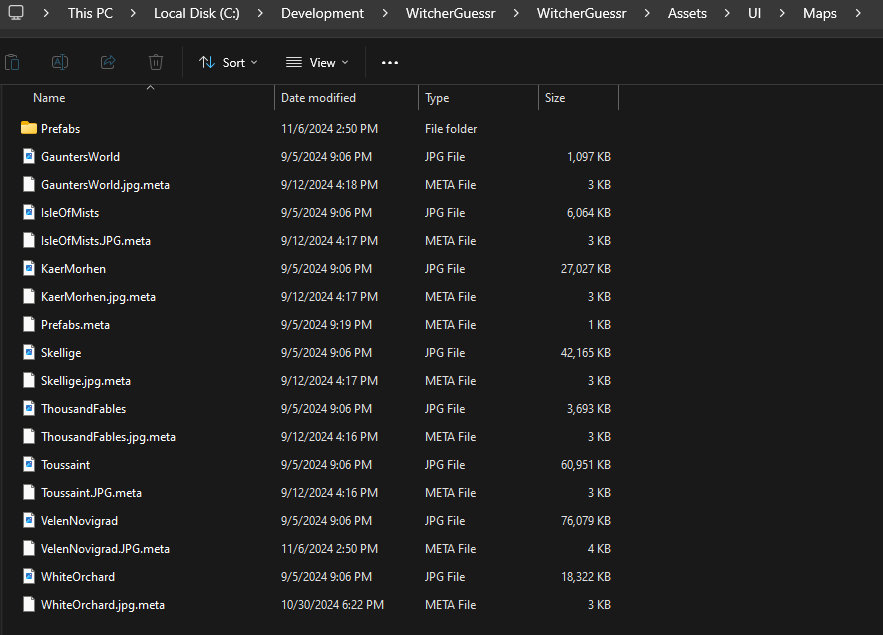 This PC > Local Disk (C:) > Development > WitcherGuessr > WitcherGuessr > Assets > UI > Maps >
Sort View
Name Date modified Type Size
Prefabs 11/6/2024 2:50 PM File folder
GauntersWorld 9/5/2024 9:06 PM JPG File 1,097 KB
GauntersWorld.jpg.meta 9/12/2024 4:18 PM META File 3 KB
IsleOfMists 9/5/2024 9:06 PM JPG File 6,064 KB
IsleOfMists.JPG.meta 9/12/2024 4:17 PM META File 3 KB
KaerMorhen 9/5/2024 9:06 PM JPG File 27,027 KB
KaerMorhen.jpg.meta 9/12/2024 4:17 PM META File 3 KB
Prefabs.meta 9/5/2024 9:19 PM META File 1 KB
Skellige 9/5/2024 9:06 PM JPG File 42,165 KB
Skellige.jpg.meta 9/12/2024 4:17 PM META File 3 KB
ThousandFables 9/5/2024 9:06 PM JPG File 3,693 KB
ThousandFables.jpg.meta 9/12/2024 4:16 PM META File 3 KB
Toussaint 9/5/2024 9:06 PM JPG File 60,951 KB
Toussaint.JPG.meta 9/12/2024 4:16 PM META File 3 KB
VelenNovigrad 9/5/2024 9:06 PM JPG File 76,079 KB
VelenNovigrad.JPG.meta 11/6/2024 2:50 PM META File 4 KB
WhiteOrchard 9/5/2024 9:06 PM JPG File 18,322 KB
WhiteOrchard.jpg.meta 10/30/2024 6:22 PM META File 3 KB